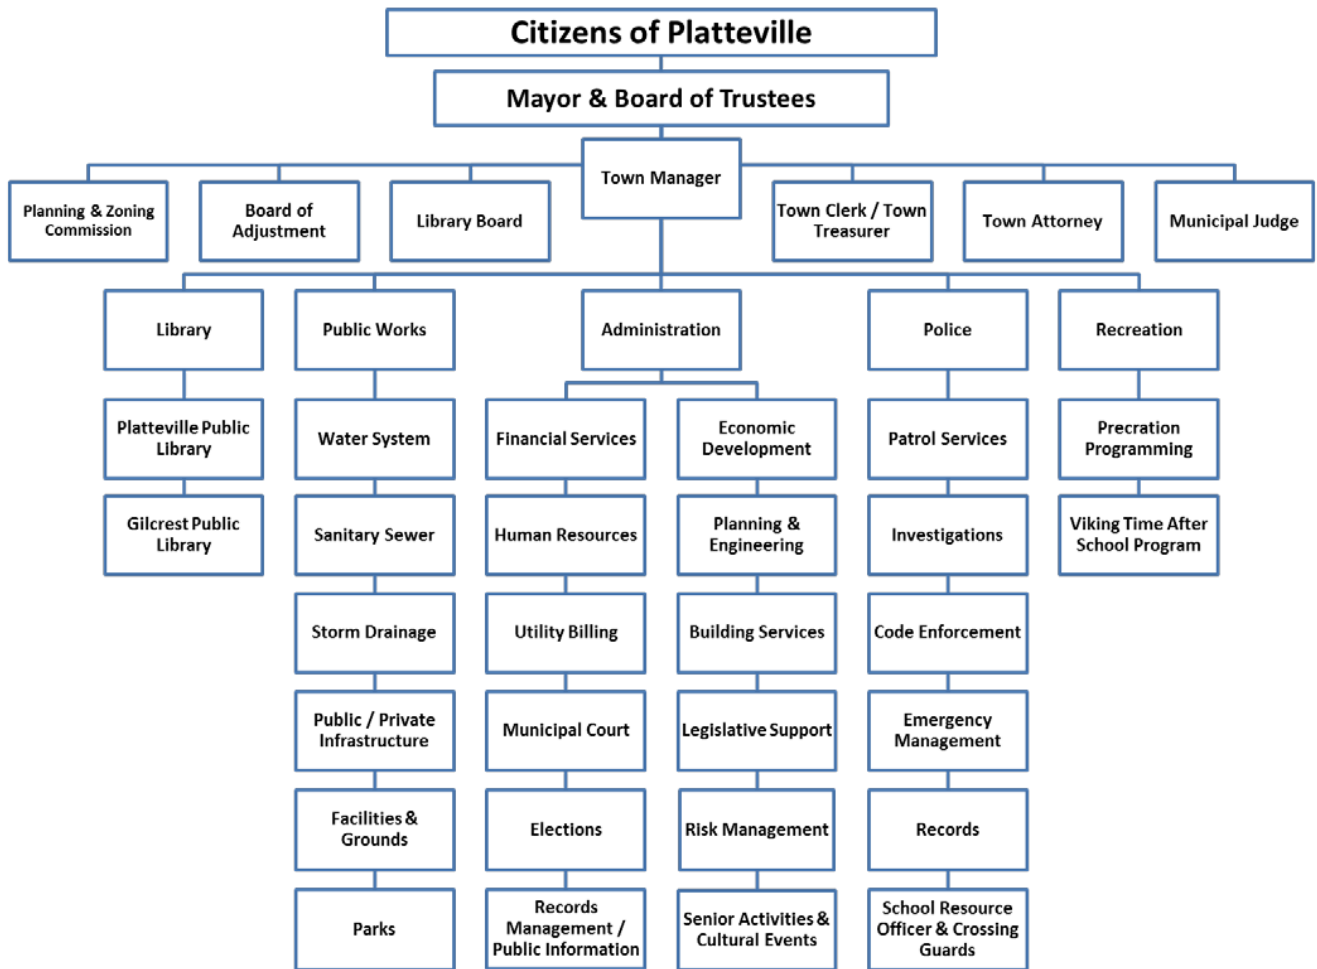 Citizens of Platteville
Mayor & Board of Trustees
Town Manager
Planning & Zoning
Commission
Board of
Adjustment
Library Board
Town Clerk / Town
Treasurer
Town Attorney
Municipal Judge
Library
Public Works
Administration
Police
Recreation
Platteville Public
Library
Water System
Financial Services
Economic
Development
Patrol Services
Precration
Programming
Gilcrest Public
Library
Sanitary Sewer
Human Resources
Planning &
Engineering
Investigations
Viking Time After
School Program
Storm Drainage
Utility Billing
Building Services
Code Enforcement
Public / Private
Infrastructure
Municipal Court
Legislative Support
Emergency
Management
Facilities &
Grounds
Elections
Risk Management
Records
Parks
Records
Management /
Public Information
Senior Activities &
Cultural Events
School Resource
Officer & Crossing
Guards